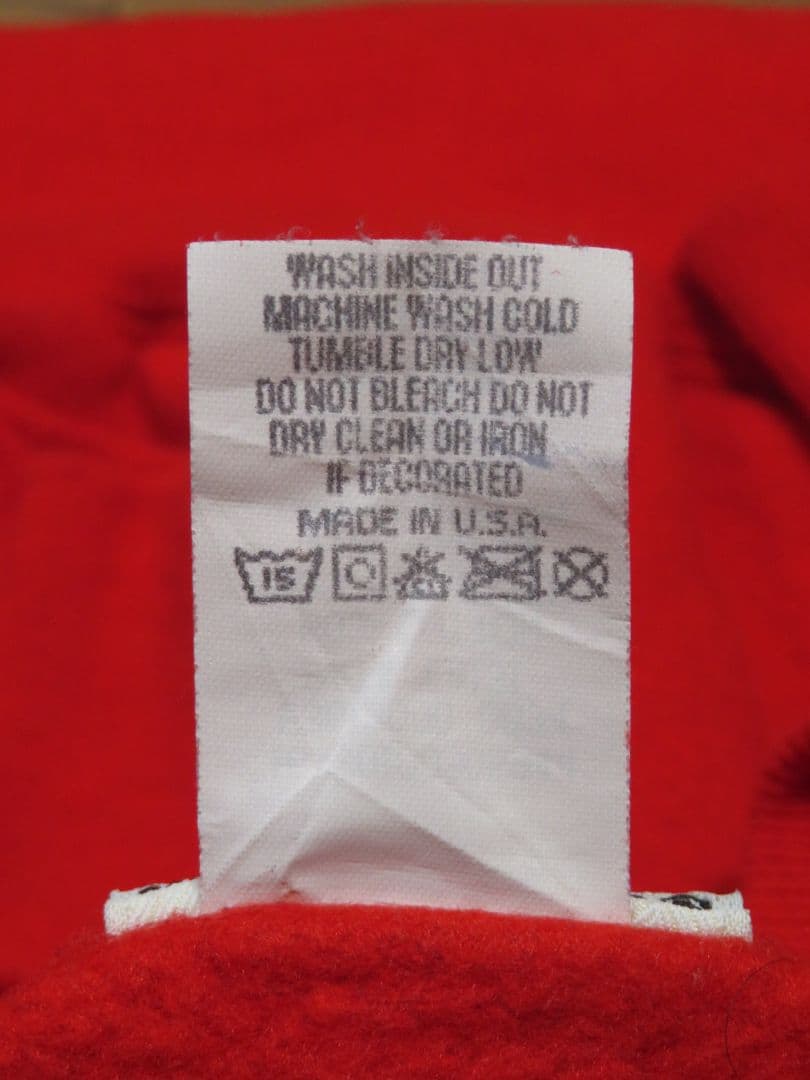 WASH INSIDE OUT
MACHINE WASH COLD
TUMBLE DRY LOW
DO NOT BLEACH DO NOT
DRY CLEAN OR IRON
IF DECORATED
MADE IN U.S.A.
15